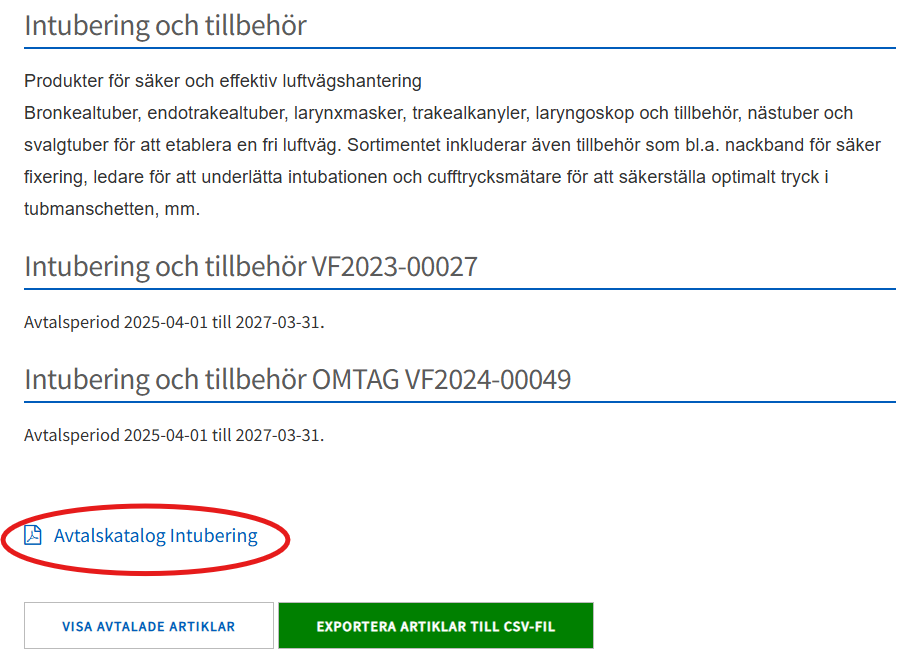 Intubering och tillbehör
Produkter för säker och effektiv luftvägshantering
Bronkealtuber, endotrakealtuber, larynxmasker, trakealkanyler, laryngoskop och tillbehör, nästuber och
svalgtuber för att etablera en fri luftväg. Sortimentet inkluderar även tillbehör som bl.a. nackband för säker
fixering, ledare för att underlätta intubationen och cufftrycksmätare för att säkerställa optimalt tryck i
tubmanschetten, mm.
Intubering och tillbehör VF2023-00027
Avtalsperiod 2025-04-01 till 2027-03-31.
Intubering och tillbehör OMTAG VF2024-00049
Avtalsperiod 2025-04-01 till 2027-03-31.
Avtalskatalog Intubering
VISA AVTALADE ARTIKLAR
EXPORTERA ARTIKLAR TILL CSV-FIL